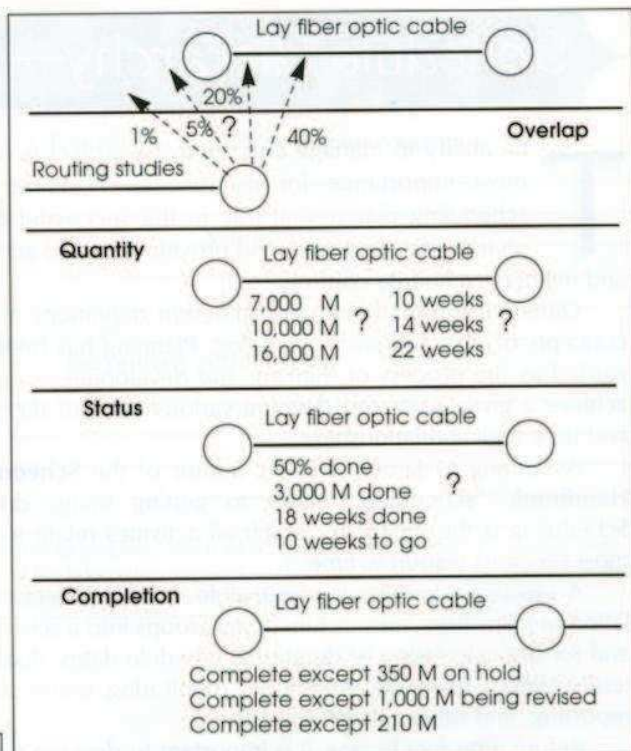 Lay fiber optic cable
20%
1% 5% ? 40%
Overlap
Routing studies
Quantity
Lay fiber optic cable
7,000 M 10 weeks
10,000 M ? 14 weeks ?
16,000 M 22 weeks
Status
Lay fiber optic cable
50% done
3,000 M done ?
18 weeks done
10 weeks to go
Completion
Lay fiber optic cable
Complete except 350 M on hold
Complete except 1,000 M being revised
Complete except 210 M